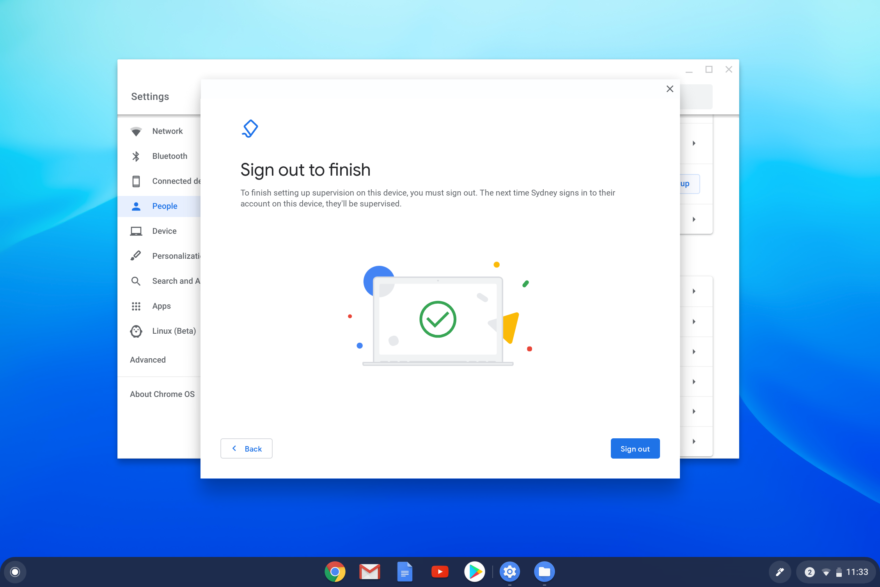 Settings
Network
Bluetooth
Connected de
People
Device
Personalizati
Search and A
Apps
Linux (Beta)
Advanced
About Chrome OS
Sign out to finish
To finish setting up supervision on this device, you must sign out. The next time Sydney signs in to their
account on this device, they'll be supervised.
up
Back
Sign out
2
11:33